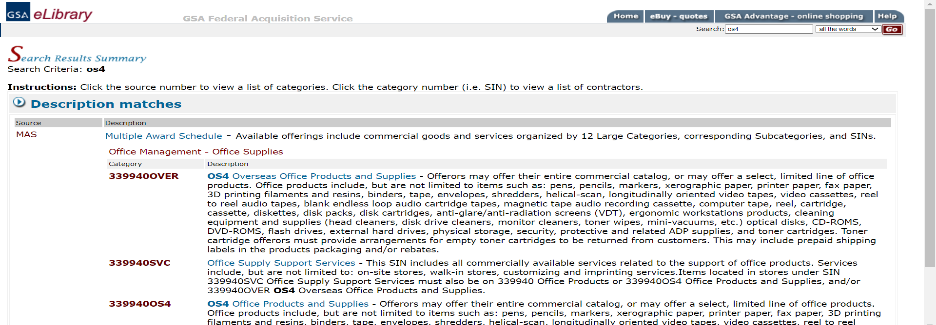 GSA eLibrary
GSA Federal Acquisition Service
Home eBuy - quotes GSA Advantage - online shopping Help
Search: os4 all the words Go
Search Results Summary
Search Criteria: os4
Instructions: Click the source number to view a list of categories. Click the category number (i.e. SIN) to view a list of contractors.
Description matches
Source Description
MAS Multiple Award Schedule - Available offerings include commercial goods and services organized by 12 Large Categories, corresponding Subcategories, and SINs.
Office Management - Office Supplies
Category Description
339940OVER OS4 Overseas Office Products and Supplies - Offerors may offer their entire commercial catalog, or may offer a select, limited line of office
products. Office products include, but are not limited to items such as: pens, pencils, markers, xerographic paper, printer paper, fax paper,
3D printing filaments and resins, binders, tape, envelopes, shredders, helical-scan, longitudinally oriented video tapes, video cassettes, reel
to reel audio tapes, blank endless loop audio cartridge tapes, magnetic tape audio recording cassette, computer tape, reel, cartridge,
cassette, diskettes, disk packs, disk cartridges, anti-glare/anti-radiation screens (VDT), ergonomic workstations products, cleaning
equipment and supplies (head cleaners, disk drive cleaners, monitor cleaners, toner wipes, mini-vacuums, etc.) optical disks, CD-ROMS,
DVD-ROMS, flash drives, external hard drives, physical storage, security, protective and related ADP supplies, and toner cartridges. Toner
cartridge offerors must provide arrangements for empty toner cartridges to be returned from customers. This may include prepaid shipping
labels in the products packaging and/or rebates.
339940SVC Office Supply Support Services - This SIN includes all commercially available services related to the support of office products. Services
include, but are not limited to: on-site stores, walk-in stores, customizing and imprinting services.Items located in stores under SIN
339940SVC Office Supply Support Services must also be on 339940 Office Products or 339940OS4 Office Products and Supplies, and/or
339940OVER OS4 Overseas Office Products and Supplies.
339940OS4 OS4 Office Products and Supplies - Offerors may offer their entire commercial catalog, or may offer a select, limited line of office products.
Office products include, but are not limited to items such as: pens, pencils, markers, xerographic paper, printer paper, fax paper, 3D printing
filaments and resins, binders, tape, envelopes, shredders, helical-scan, longitudinally oriented video tapes, video cassettes, reel to reel